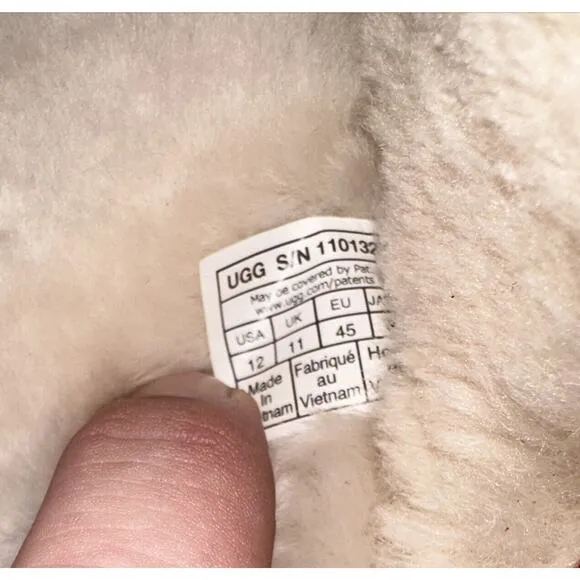 UGG S/N 110132
May be covered by Pat.
www.ugg.com/patents
USA UK EU JA
12 11 45
Made Fabriqué
In au
Vietnam